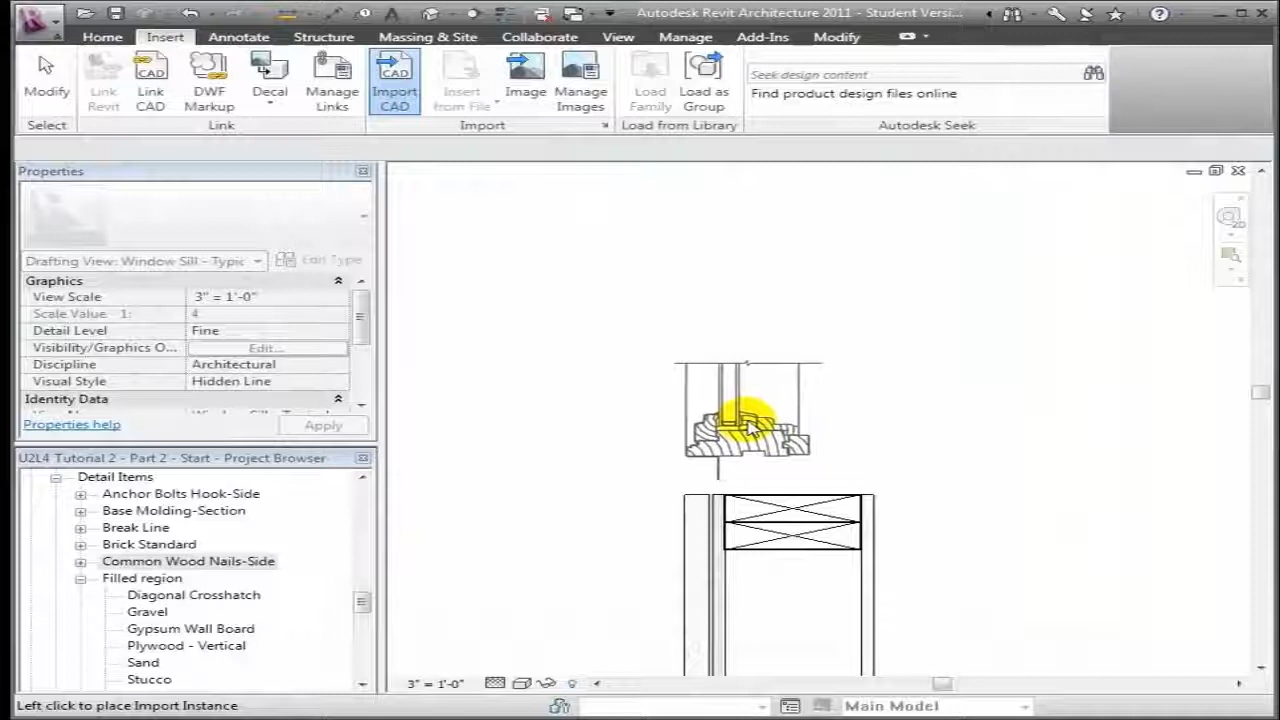 Autodesk Revit Architecture 2011 - Student Versi...
Home Insert Annotate Structure Massing & Site Collaborate View Manage Add-Ins Modify
Modify
Link Revit
Link CAD
DWF Markup
Decal
Manage Links
Import CAD
Insert from File
Image
Manage Images
Load Family
Load as Group
Seek design content
Find product design files online
Select Link Import Load from Library Autodesk Seek
Properties
Drafting View: Window Sill - Typic Edit Type
Graphics
View Scale 3" = 1'-0"
Scale Value 1: 4
Detail Level Fine
Visibility/Graphics O... Edit...
Discipline Architectural
Visual Style Hidden Line
Identity Data
Properties help Apply
U2L4 Tutorial 2 - Part 2 - Start - Project Browser
Detail Items
Anchor Bolts Hook-Side
Base Molding-Section
Break Line
Brick Standard
Common Wood Nails-Side
Filled region
Diagonal Crosshatch
Gravel
Gypsum Wall Board
Plywood - Vertical
Sand
Stucco
2D
3" = 1'-0"
Left click to place Import Instance Main Model